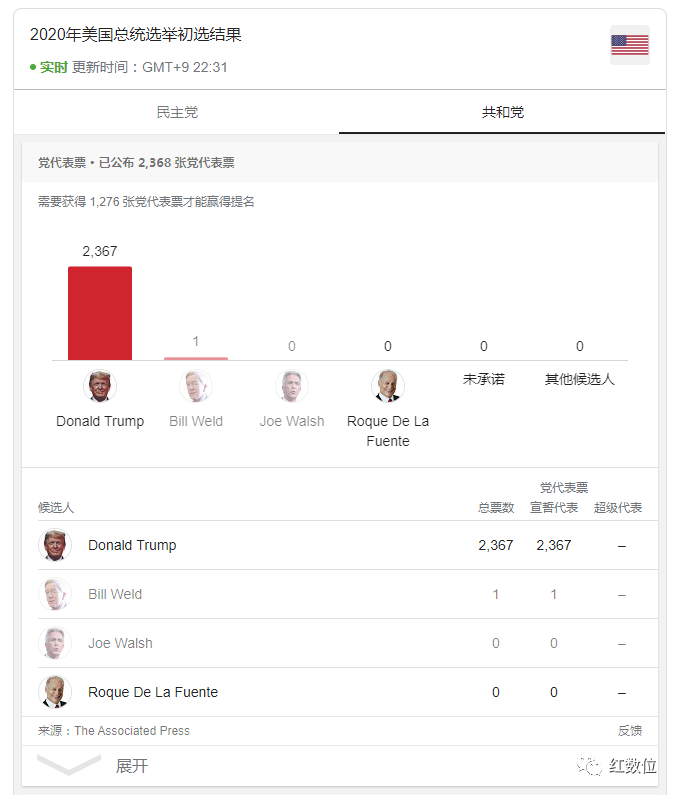 2020年美国总统选举初选结果
实时 更新时间：GMT+9 22:31
民主党 共和党
党代表票 • 已公布 2,368 张党代表票
需要获得 1,276 张党代表票才能赢得提名
2,367 1 0 0 0 0
Donald Trump Bill Weld Joe Walsh Roque De La Fuente 未承诺 其他候选人
党代表票
候选人 总票数 宣誓代表 超级代表
Donald Trump 2,367 2,367 –
Bill Weld 1 1 –
Joe Walsh 0 0 –
Roque De La Fuente 0 0 –
来源：The Associated Press 反馈
展开 红数位